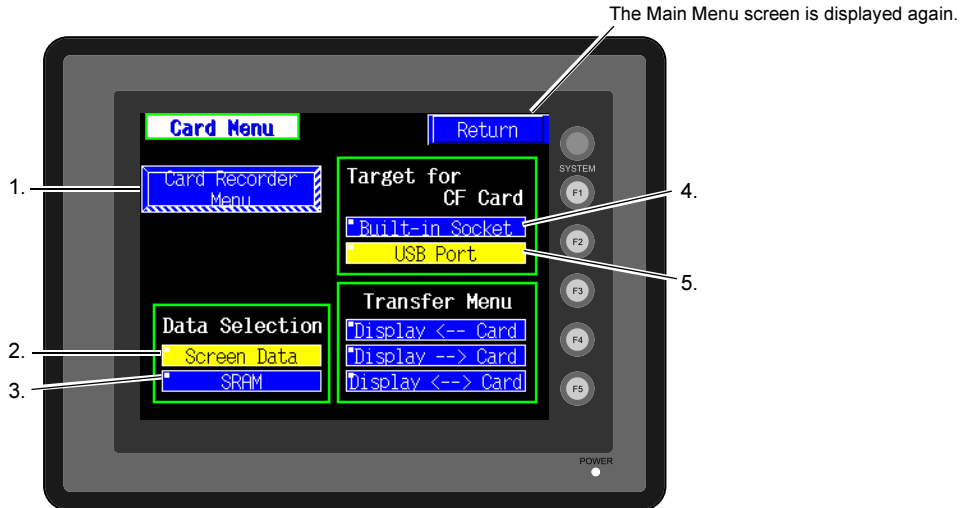 The Main Menu screen is displayed again.
Card Menu
Return
SYSTEM
1.
Card Recorder
Menu
Target for
CF Card
4.
F1
Built-in Socket
F2
USB Port
5.
F3
Transfer Menu
Data Selection
Display <-- Card
F4
2.
Screen Data
Display --> Card
3.
SRAM
Display <--> Card
F5
POWER